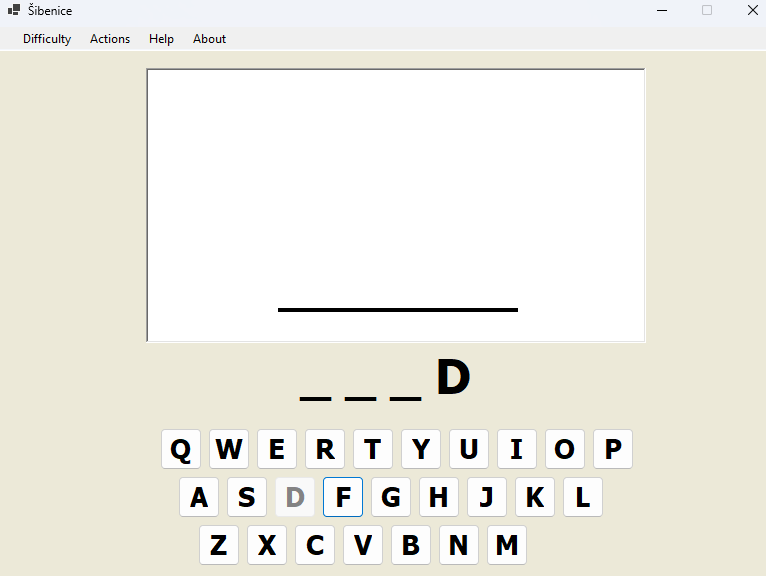 Šibenice
Difficulty Actions Help About
_ _ _ D
Q W E R T Y U I O P
A S D F G H J K L
Z X C V B N M